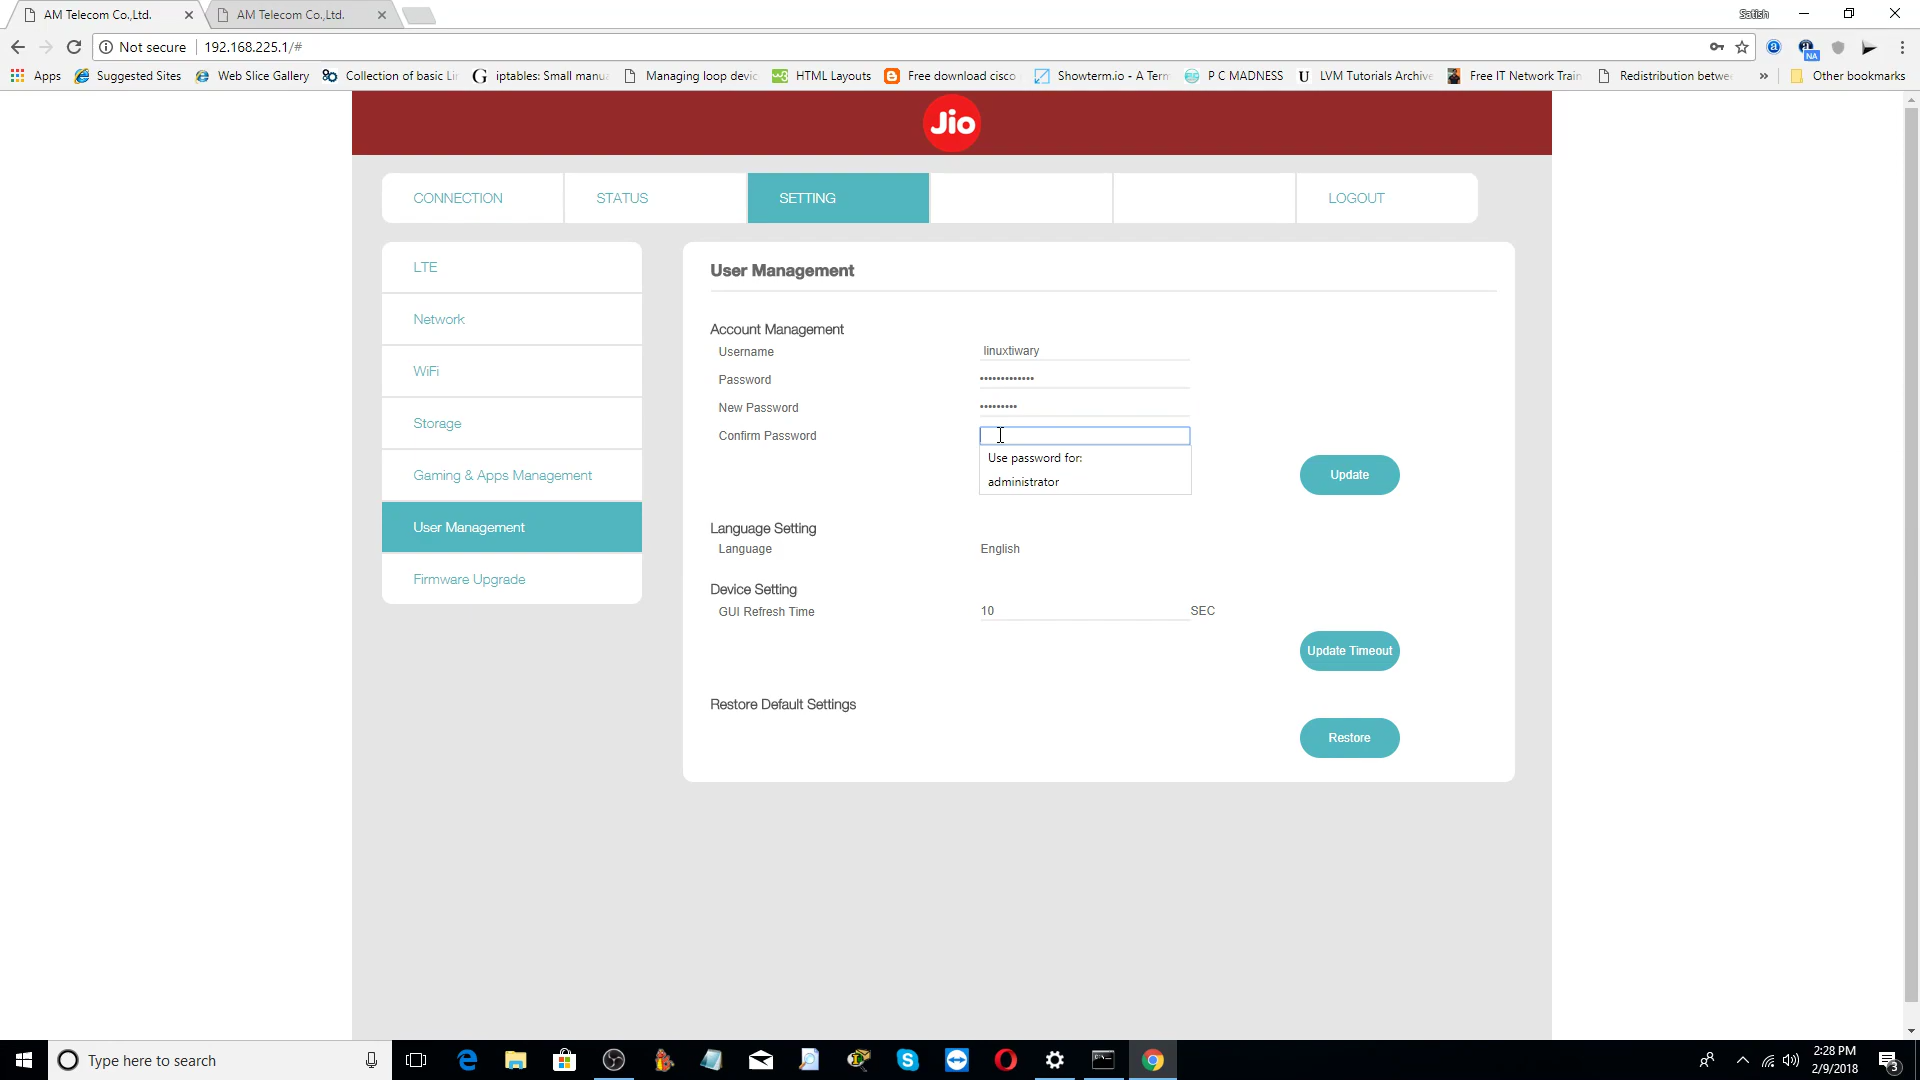 AM Telecom Co.,Ltd.
AM Telecom Co.,Ltd.
Satish
Not secure
192.168.225.1/#
NA
Apps
Suggested Sites
Web Slice Gallery
Collection of basic Li
iptables: Small manu
Managing loop devic
HTML Layouts
Free download cisco
Showterm.io - A Tern
P C MADNESS
LVM Tutorials Archive
Free IT Network Train
Redistribution betwe
»
Other bookmarks
Jio
CONNECTION
STATUS
SETTING
LOGOUT
LTE
Network
WiFi
Storage
Gaming & Apps Management
User Management
Firmware Upgrade
User Management
Account Management
Username
linuxtiwary
Password
•••••••••••••
New Password
•••••••••
Confirm Password
Use password for:
administrator
Update
Language Setting
Language
English
Device Setting
GUI Refresh Time
10
SEC
Update Timeout
Restore Default Settings
Restore
Type here to search
2:28 PM
2/9/2018
3